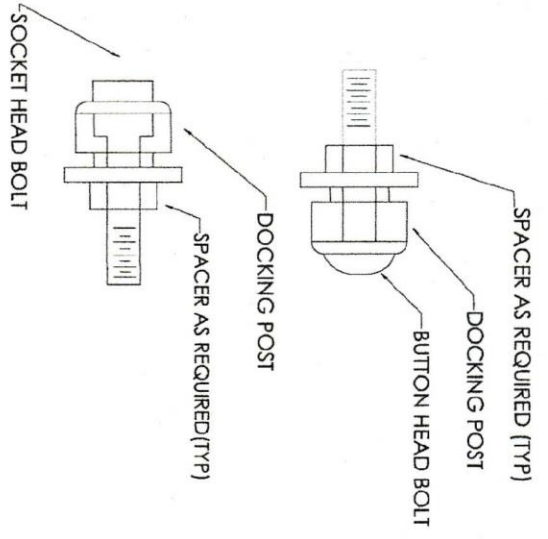 SPACER AS REQUIRED (TYP)
DOCKING POST
BUTTON HEAD BOLT
DOCKING POST
SPACER AS REQUIRED(TYP)
SOCKET HEAD BOLT